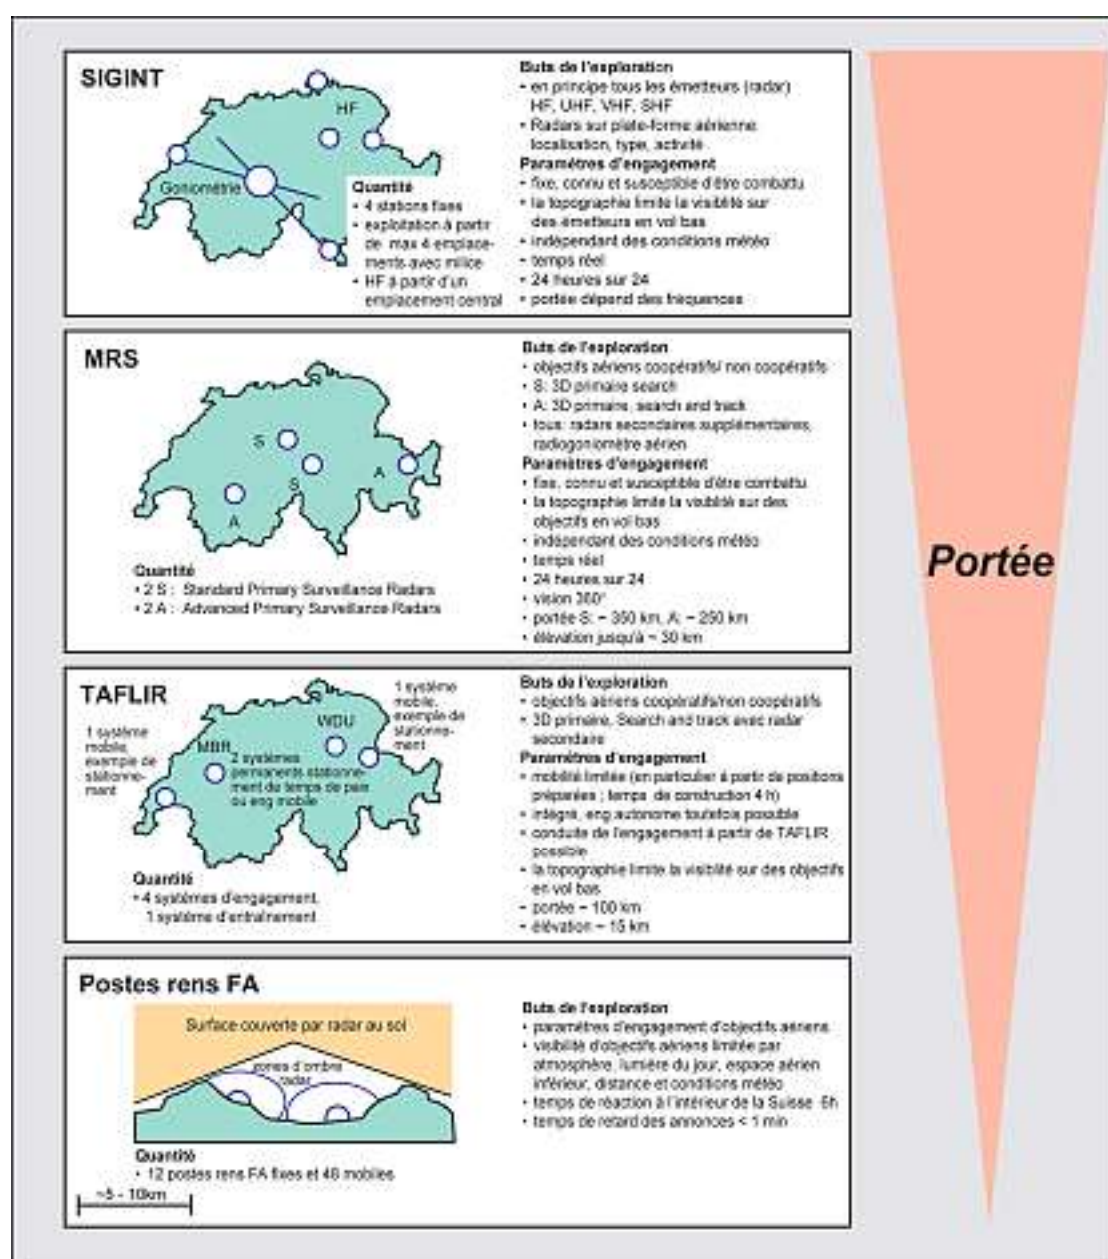 SIGINT
HF
Goniométrie
Quantité
• 4 stations fixes
• exploitation à partir
de max 4 emplace-
ments avec milice
• HF à partir d'un
emplacement central
Buts de l'exploration
• en principe tous les émetteurs (radar)
HF, UHF, VHF, SHF
• Radars sur plate-forme aérienne
localisation, type, activité
Paramètres d'engagement
• fixe, connu et susceptible d'être combattu
• la topographie limite la visiblité sur
des émetteurs en vol bas
• indépendant des conditions météo
• temps réel
• 24 heures sur 24
• portée dépend des fréquences
MRS
S
S
A
A
Quantité
• 2 S : Standard Primary Surveillance Radars
• 2 A : Advanced Primary Surveillance Radars
Buts de l'exploration
• objectifs aériens coopératifs/ non coopératifs
• S: 3D primaire search
• A: 3D primaire, search and track
• tous: radars secondaires supplémentaires,
radiogoniomètre aérien
Paramètres d'engagement
• fixe, connu et susceptible d'être combattu
• la topographie limite la visiblité sur des
objectifs en vol bas
• indépendant des conditions météo
• temps réel
• 24 heures sur 24
• vision 360°
• portée S: ~ 350 km, A: ~ 250 km
• élévation jusqu'à ~ 30 km
Portée
TAFLIR
1 système
mobile,
exemple de
stationne-
ment
1 système
mobile,
exemple de
stationne-
ment
WDU
MBR
2 systèmes
permanents stationne-
ment de temps de paix
ou eng mobile
Quantité
• 4 systèmes d'engagement,
1 système d'entraînement
Buts de l'exploration
• objectifs aériens coopératifs/non coopératifs
• 3D primaire, Search and track avec radar
secondaire
Paramètres d'engagement
• mobilité limitée (en particulier à partir de positions
préparées ; temps de construction 4 h)
• intégré, eng autonome toutefois possible
• conduite de l'engagement à partir de TAFLIR
possible
• la topographie limite la visiblité sur des objectifs
en vol bas
– portée ~ 100 km
– élévation ~ 15 km
Postes rens FA
Surface couverte par radar au sol
zones d'ombre
radar
Quantité
• 12 postes rens FA fixes et 48 mobiles
~5 - 10km
Buts de l'exploration
• paramètres d'engagement d'objectifs aériens
• visibilité d'objectifs aériens limitée par
atmosphère, lumière du jour, espace aérien
inférieur, distance et conditions météo
• temps de réaction à l'intérieur de la Suisse 6h
• temps de retard des annonces < 1 min